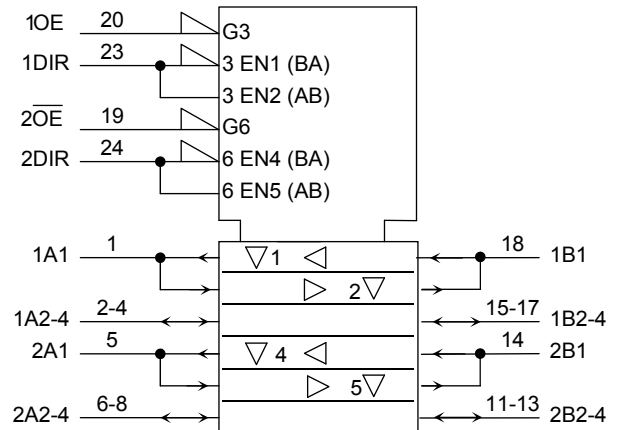 1OE 20 G3
1DIR 23 3 EN1 (BA)
3 EN2 (AB)
2O̅E̅ 19 G6
2DIR 24 6 EN4 (BA)
6 EN5 (AB)
1A1 1 ▽1 ◁ 18 1B1
▷ 2▽
1A2-4 2-4 15-17 1B2-4
2A1 5 ▽ 4 ◁ 14 2B1
▷ 5▽
2A2-4 6-8 11-13 2B2-4